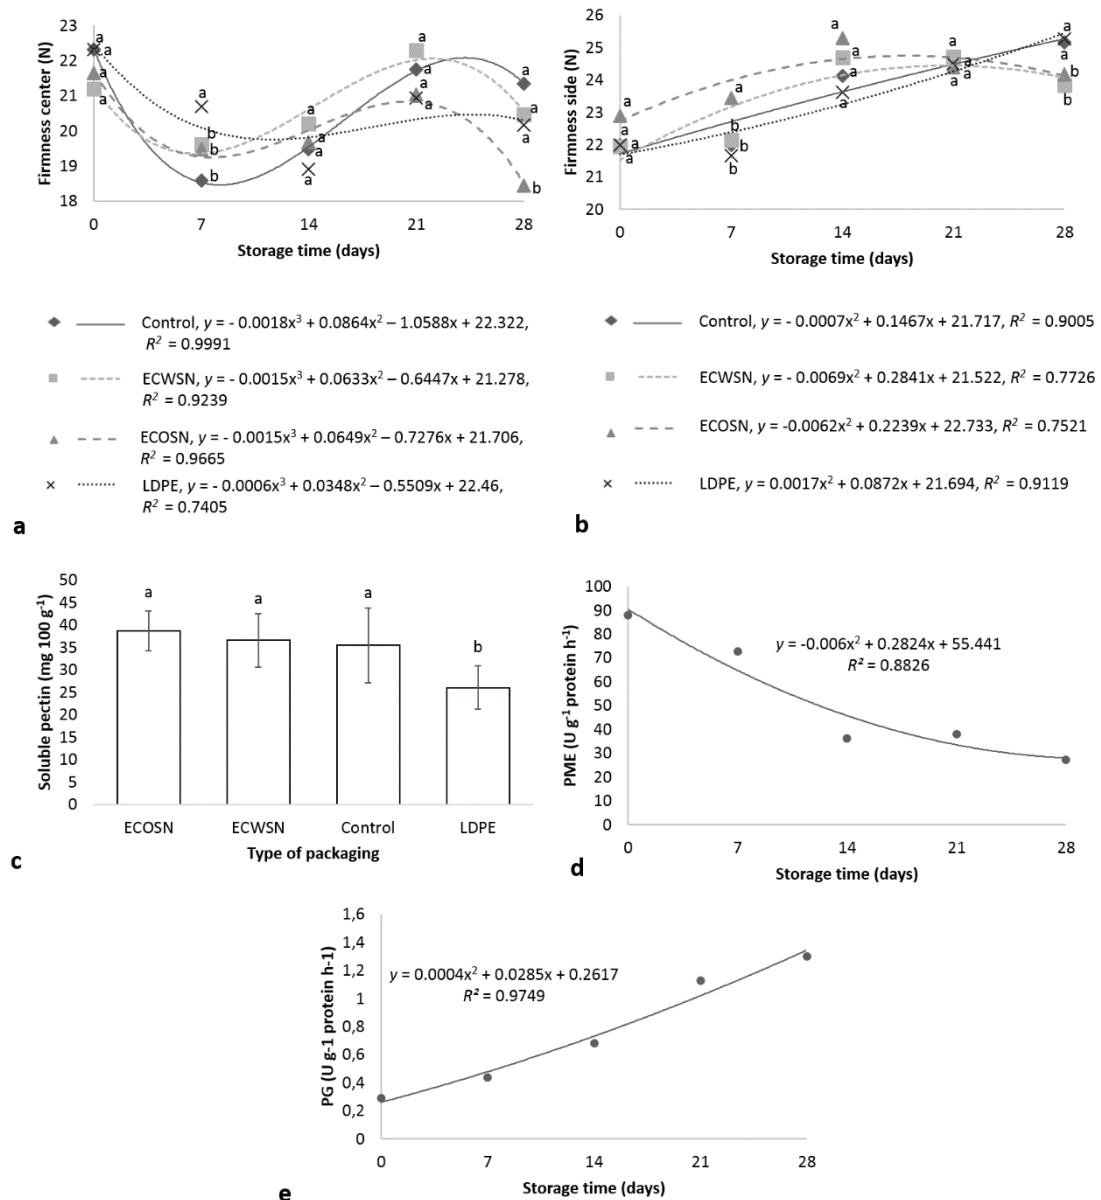 23
22
21
20
19
18
Firmness center (N)
a
a
a
a
a
b
b
b
a
a
a
a
a
a
a
a
a
b
0 7 14 21 28
Storage time (days)
Control, y = - 0.0018x³ + 0.0864x² – 1.0588x + 22.322,
R² = 0.9991
ECWSN, y = - 0.0015x³ + 0.0633x² – 0.6447x + 21.278,
R² = 0.9239
ECOSN, y = - 0.0015x³ + 0.0649x² – 0.7276x + 21.706,
R² = 0.9665
LDPE, y = - 0.0006x³ + 0.0348x² – 0.5509x + 22.46,
R² = 0.7405
a
26
25
24
23
22
21
20
Firmness side (N)
a
a
a
a
a
b
b
b
a
a
a
a
a
a
a
a
a
b
b
0 7 14 21 28
Storage time (days)
Control, y = - 0.0007x² + 0.1467x + 21.717, R² = 0.9005
ECWSN, y = - 0.0069x² + 0.2841x + 21.522, R² = 0.7726
ECOSN, y = -0.0062x² + 0.2239x + 22.733, R² = 0.7521
LDPE, y = 0.0017x² + 0.0872x + 21.694, R² = 0.9119
b
50
45
40
35
30
25
20
15
10
5
0
Soluble pectin (mg 100 g⁻¹)
a a a b
ECOSN ECWSN Control LDPE
Type of packaging
c
100
90
80
70
60
50
40
30
20
10
0
PME (U g⁻¹ protein h⁻¹)
y = -0.006x² + 0.2824x + 55.441
R² = 0.8826
0 7 14 21 28
Storage time (days)
d
1,6
1,4
1,2
1
0,8
0,6
0,4
0,2
0
PG (U g-1 protein h-1)
y = 0.0004x² + 0.0285x + 0.2617
R² = 0.9749
0 7 14 21 28
Storage time (days)
e